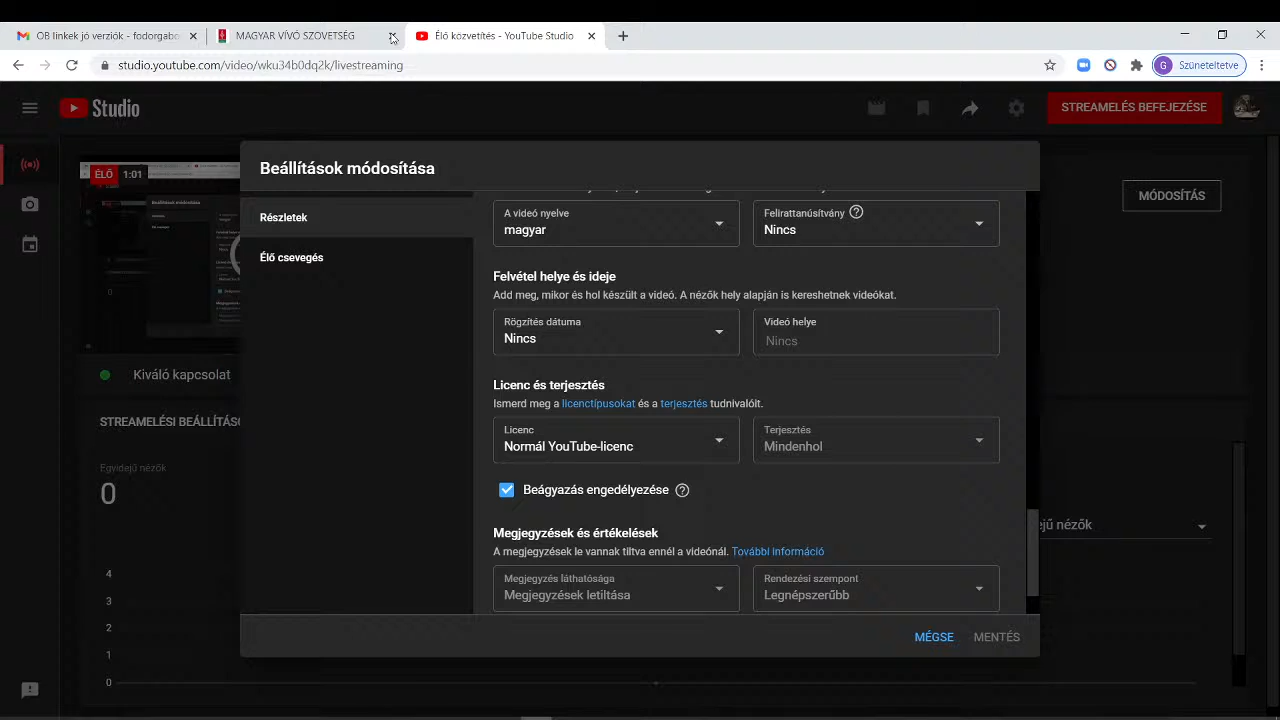 OB linkek jó verziók - fodorgabo
MAGYAR VÍVÓ SZÖVETSÉG
Élő közvetítés - YouTube Studio
studio.youtube.com/video/wku34b0dq2k/livestreaming
G Szüneteltetve
Studio
STREAMELÉS BEFEJEZÉSE
ÉLŐ 1:01
Beállítások módosítása
MÓDOSÍTÁS
Részletek
Élő csevegés
A videó nyelve
magyar
Felirattanúsítvány
Nincs
Felvétel helye és ideje
Add meg, mikor és hol készült a videó. A nézők hely alapján is kereshetnek videókat.
Rögzítés dátuma
Nincs
Videó helye
Nincs
Kiváló kapcsolat
Licenc és terjesztés
Ismerd meg a licenctípusokat és a terjesztés tudnivalóit.
STREAMELÉSI BEÁLLÍTÁSO
Licenc
Normál YouTube-licenc
Terjesztés
Mindenhol
Egyidejű nézők
0
Beágyazás engedélyezése
ejű nézők
Megjegyzések és értékelések
A megjegyzések le vannak tiltva ennél a videónál. További információ
Megjegyzés láthatósága
Megjegyzések letiltása
Rendezési szempont
Legnépszerűbb
4
3
2
1
0
MÉGSE
MENTÉS